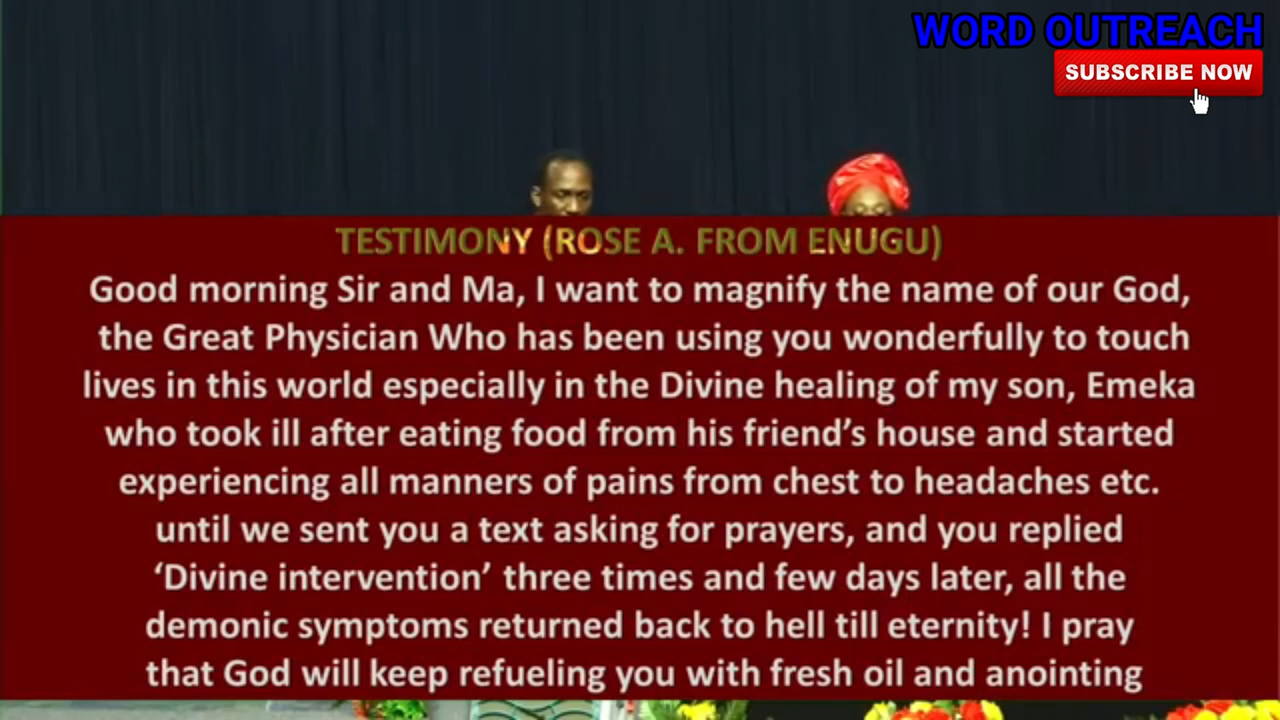 WORD OUTREACH
SUBSCRIBE NOW
TESTIMONY (ROSE A. FROM ENUGU)
Good morning Sir and Ma, I want to magnify the name of our God,
the Great Physician Who has been using you wonderfully to touch
lives in this world especially in the Divine healing of my son, Emeka
who took ill after eating food from his friend’s house and started
experiencing all manners of pains from chest to headaches etc.
until we sent you a text asking for prayers, and you replied
‘Divine intervention’ three times and few days later, all the
demonic symptoms returned back to hell till eternity! I pray
that God will keep refueling you with fresh oil and anointing